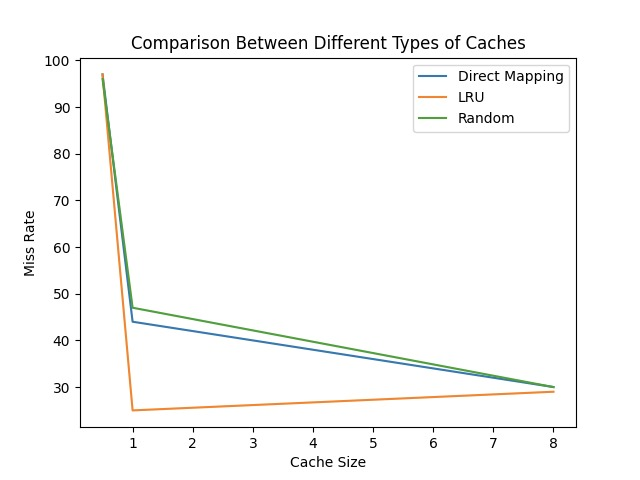 Comparison Between Different Types of Caches
Direct Mapping
LRU
Random
100
90
80
70
60
50
40
30
Miss Rate
1 2 3 4 5 6 7 8
Cache Size